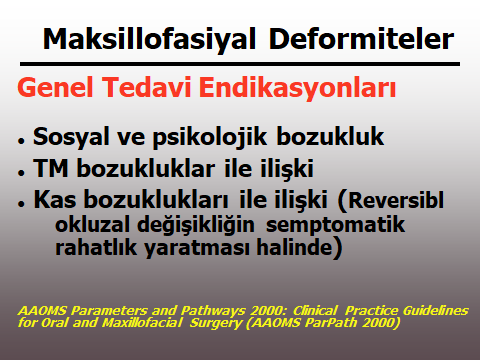 Maksillofasiyal Deformiteler
Genel Tedavi Endikasyonları
• Sosyal ve psikolojik bozukluk
• TM bozukluklar ile ilişki
• Kas bozuklukları ile ilişki (Reversibl
okluzal değişikliğin semptomatik
rahatlık yaratması halinde)
AAOMS Parameters and Pathways 2000: Clinical Practice Guidelines
for Oral and Maxillofacial Surgery (AAOMS ParPath 2000)